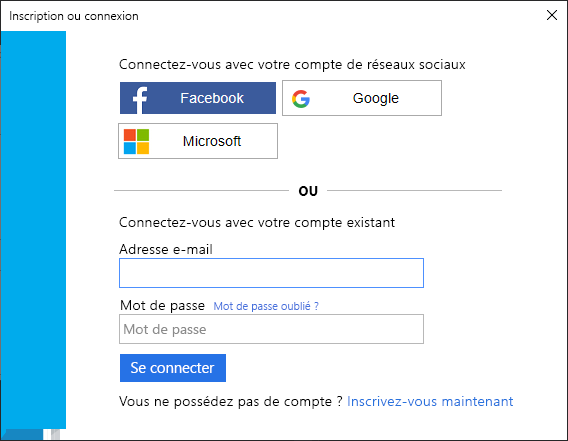 Inscription ou connexion
Connectez-vous avec votre compte de réseaux sociaux
Facebook
Google
Microsoft
OU
Connectez-vous avec votre compte existant
Adresse e-mail
Mot de passe Mot de passe oublié ?
Mot de passe
Se connecter
Vous ne possédez pas de compte ? Inscrivez-vous maintenant